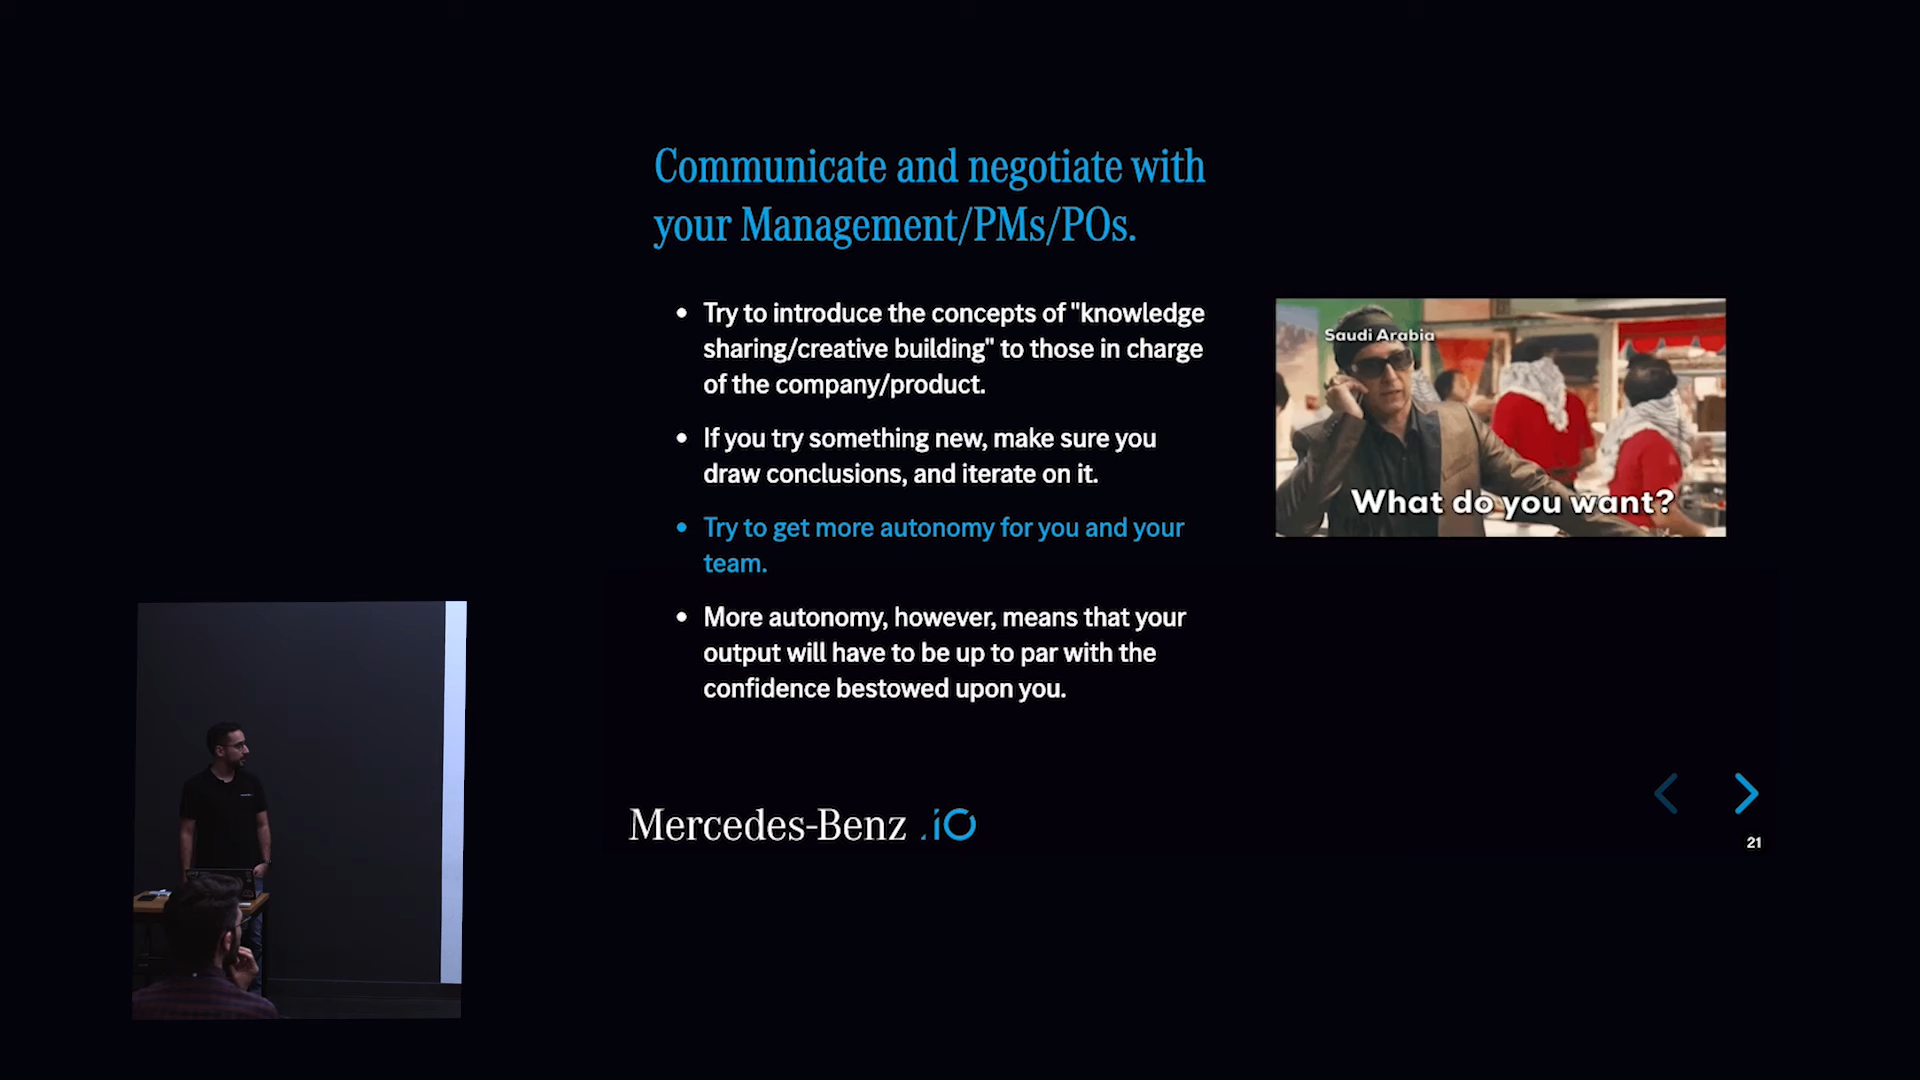 Communicate and negotiate with
your Management/PMs/POs.
• Try to introduce the concepts of "knowledge
sharing/creative building" to those in charge
of the company/product.
• If you try something new, make sure you
draw conclusions, and iterate on it.
• Try to get more autonomy for you and your
team.
• More autonomy, however, means that your
output will have to be up to par with the
confidence bestowed upon you.
Saudi Arabia
What do you want?
Mercedes-Benz .io
21